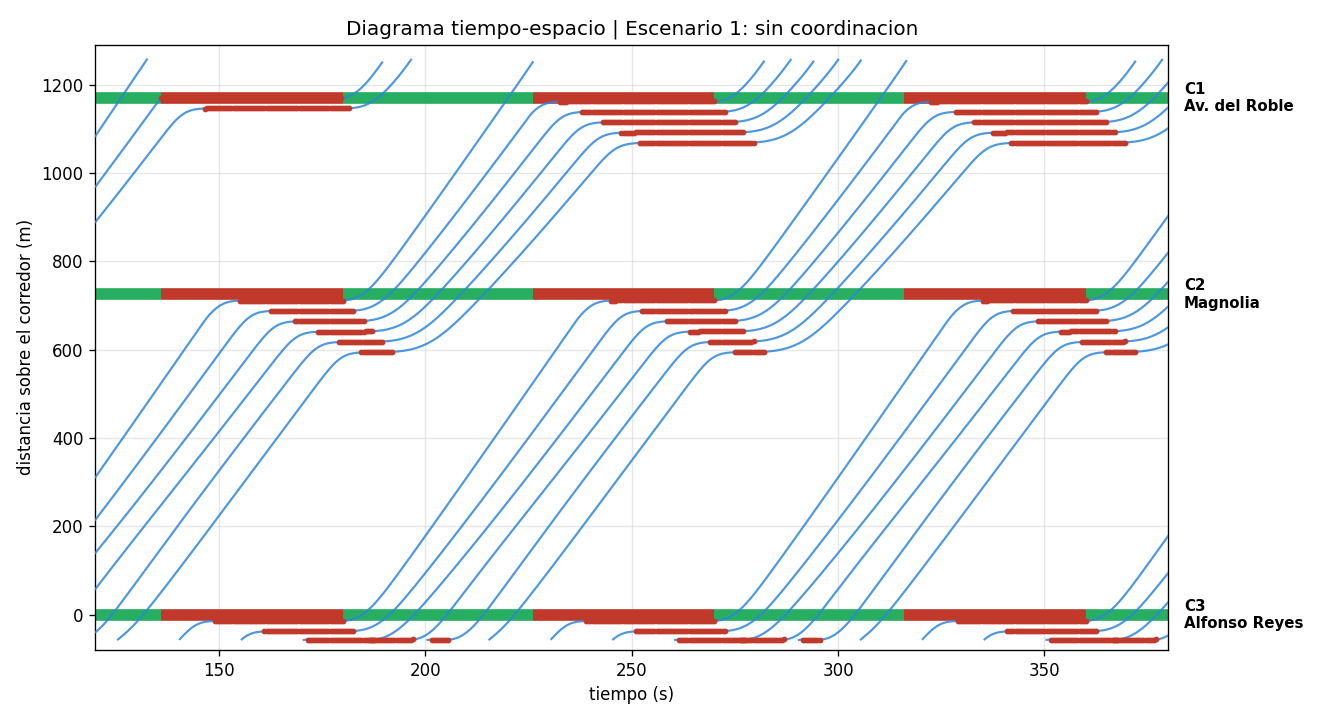 Diagrama tiempo-espacio | Escenario 1: sin coordinacion
distancia sobre el corredor (m)
1200
1000
800
600
400
200
0
C1
Av. del Roble
C2
Magnolia
C3
Alfonso Reyes
150
200
250
300
350
tiempo (s)